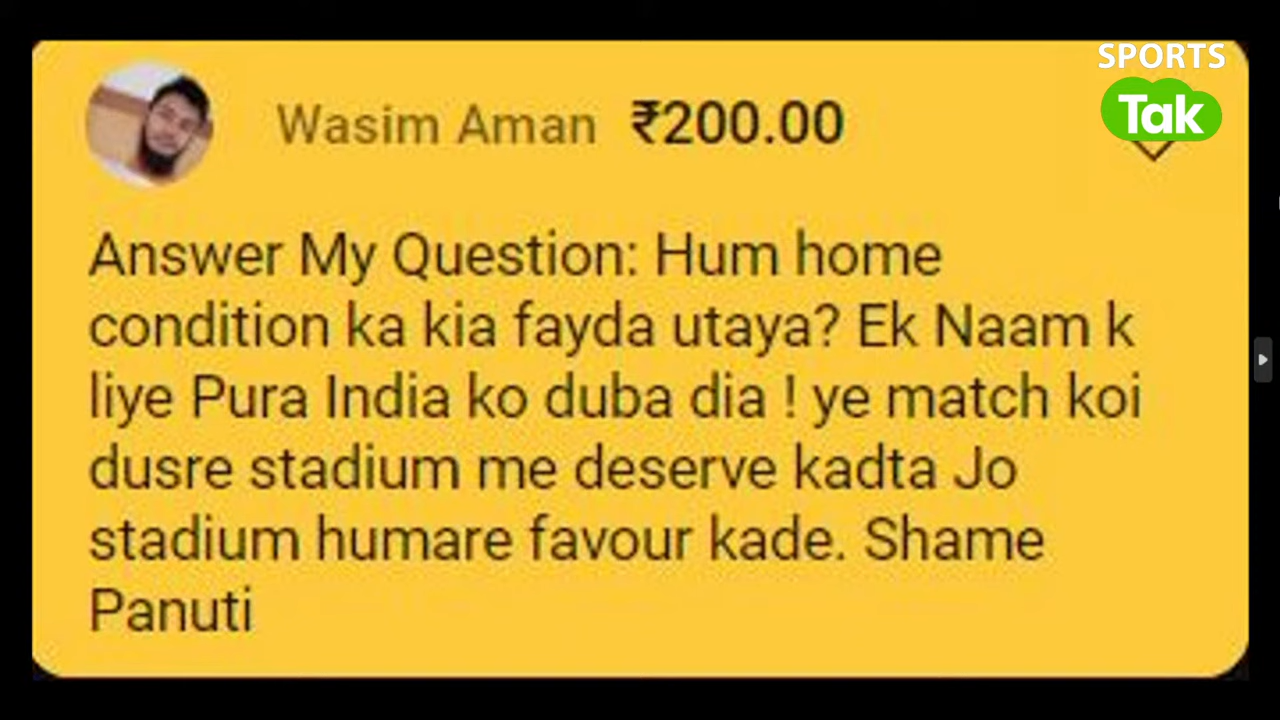 SPORTS
Tak
Wasim Aman ₹200.00
Answer My Question: Hum home
condition ka kia fayda utaya? Ek Naam k
liye Pura India ko duba dia ! ye match koi
dusre stadium me deserve kadta Jo
stadium humare favour kade. Shame
Panuti